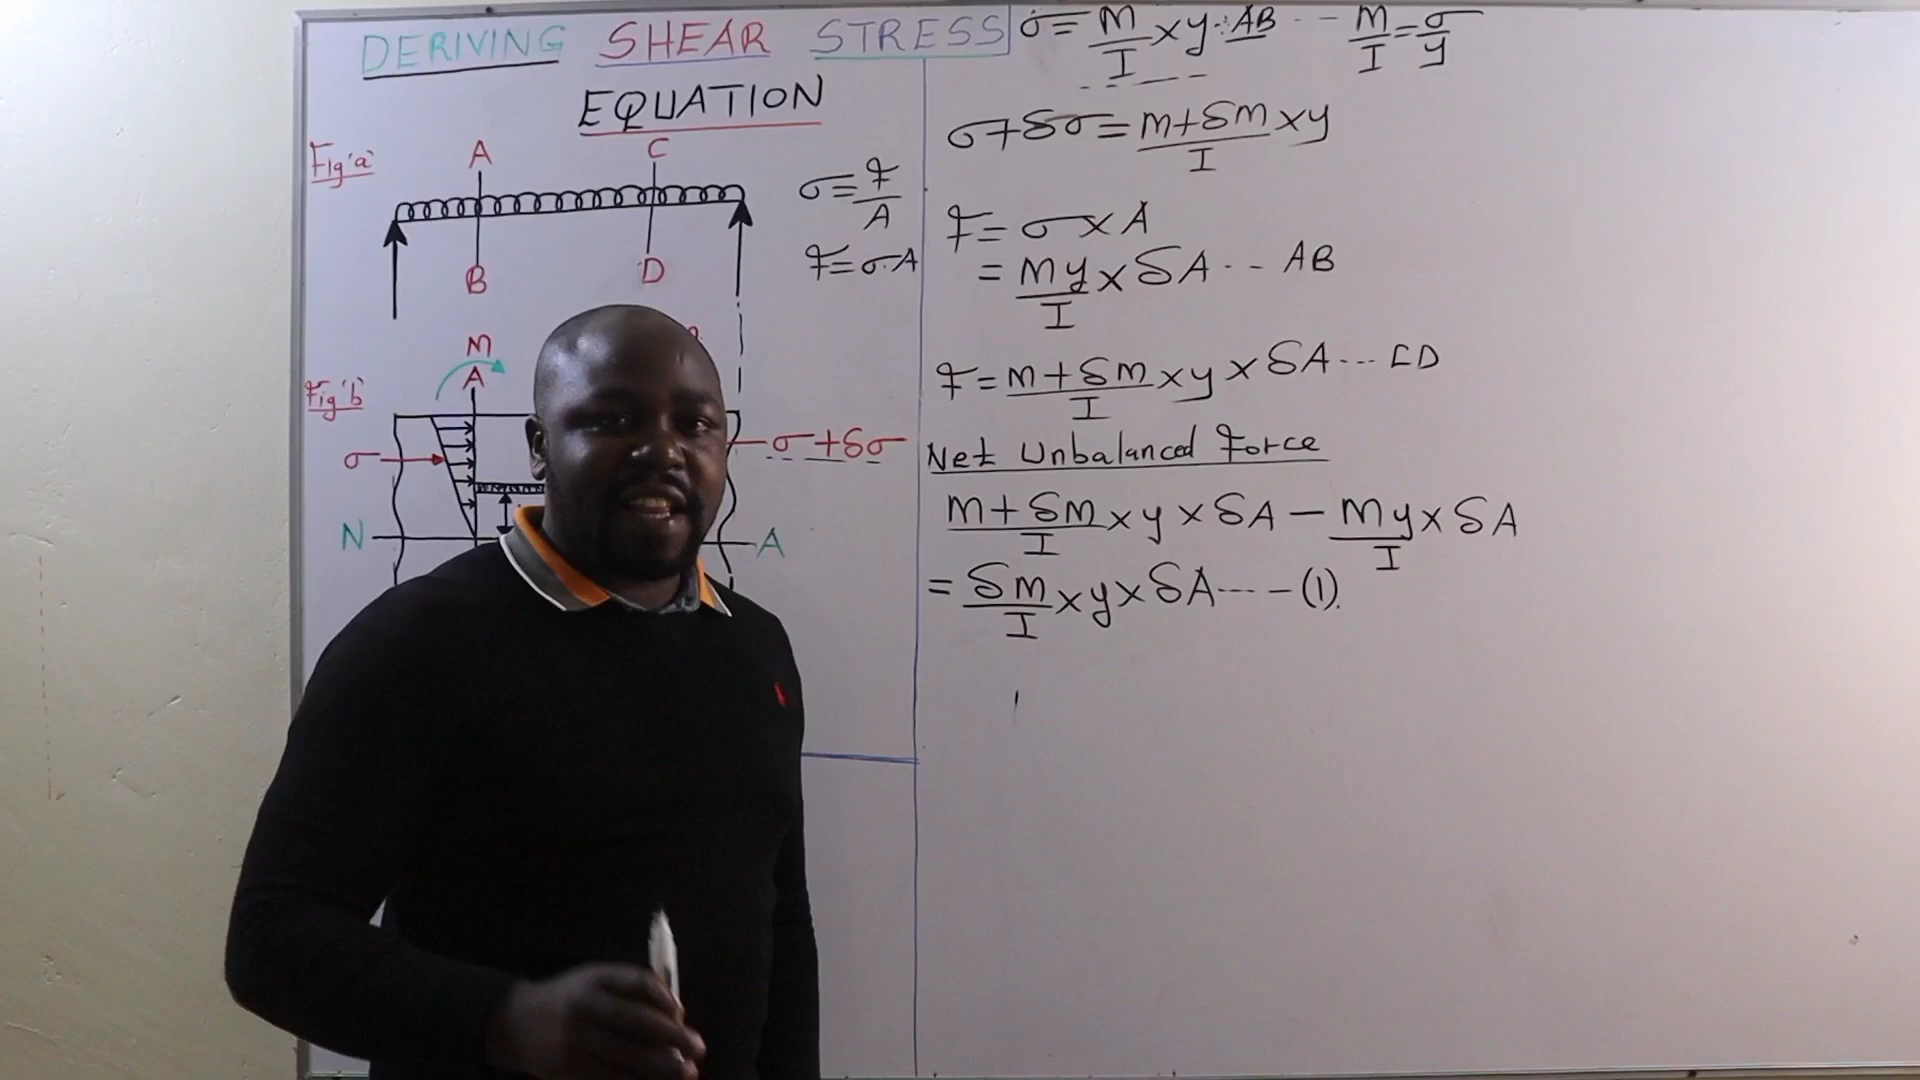 DERIVING SHEAR STRESS
EQUATION
Fig 'a'
A
C
B
D
σ = F/A
F = σ.A
M
A
Fig 'b'
σ
σ+δσ
N
A
σ = M/I × y ∴ AB -- M/I = σ/y
σ+δσ = m+δm/I × y
F = σ × A
= My/I × δA -- AB
F = m+δm/I × y × δA --- CD
Net Unbalanced Force
m+δm/I × y × δA − My/I × δA
= δm/I × y × δA ---- (1).